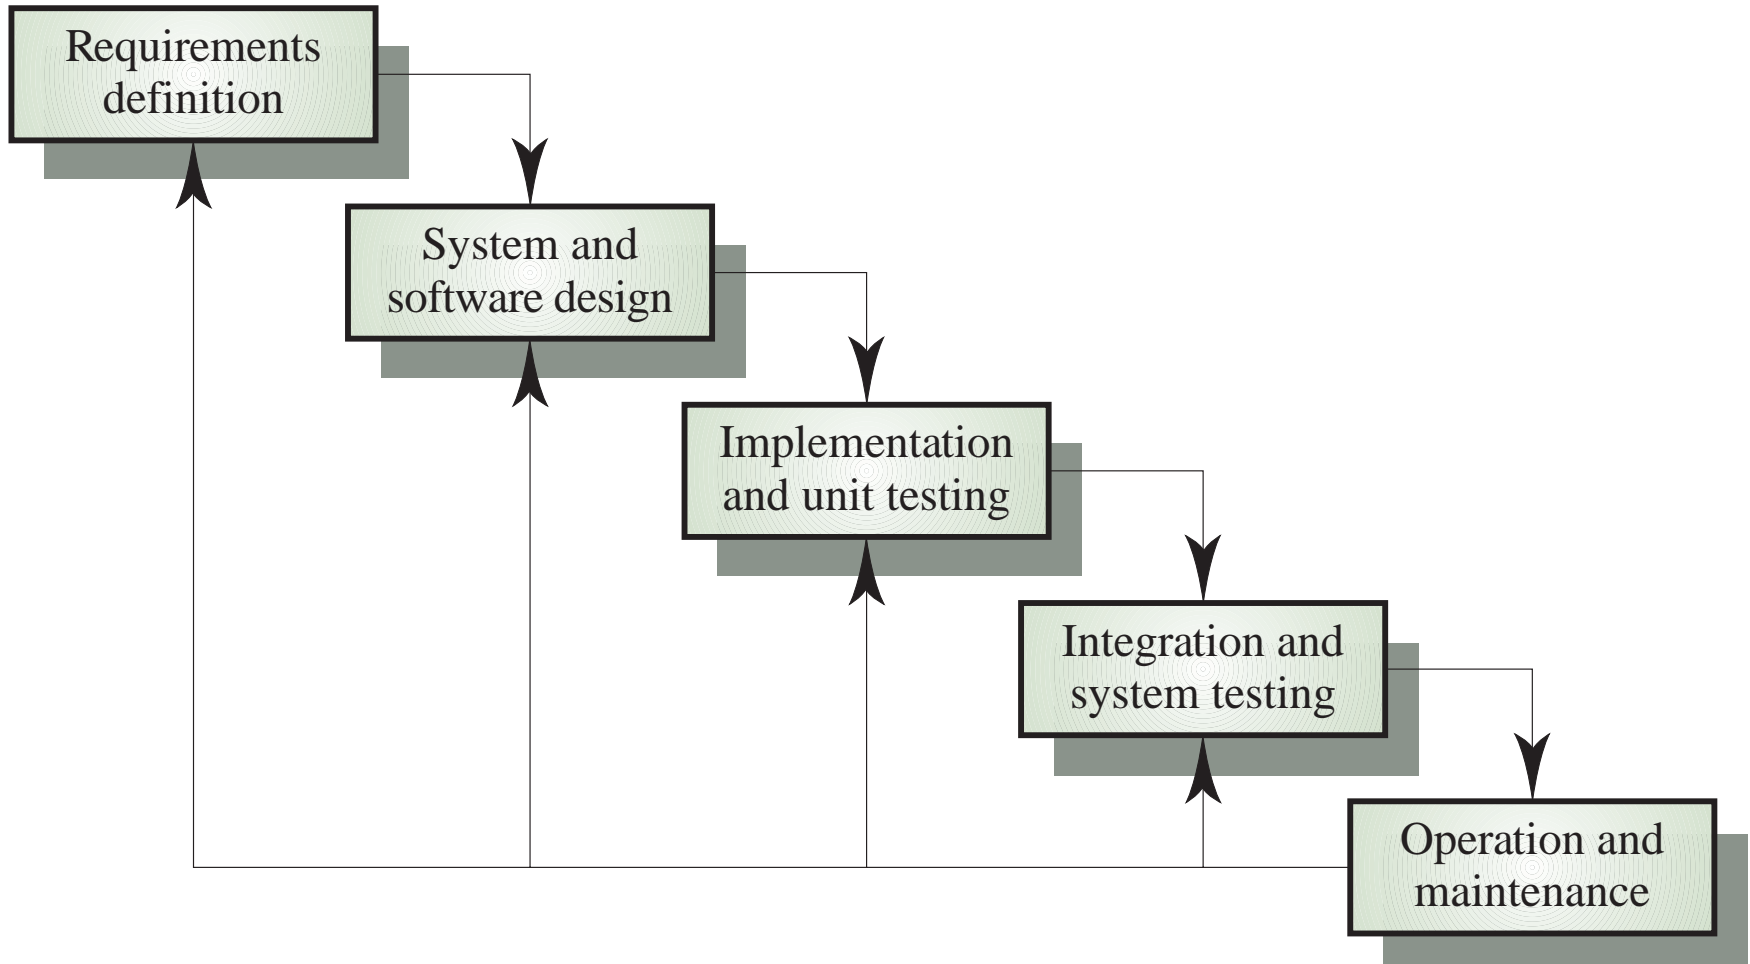 Requirements
definition
System and
software design
Implementation
and unit testing
Integration and
system testing
Operation and
maintenance